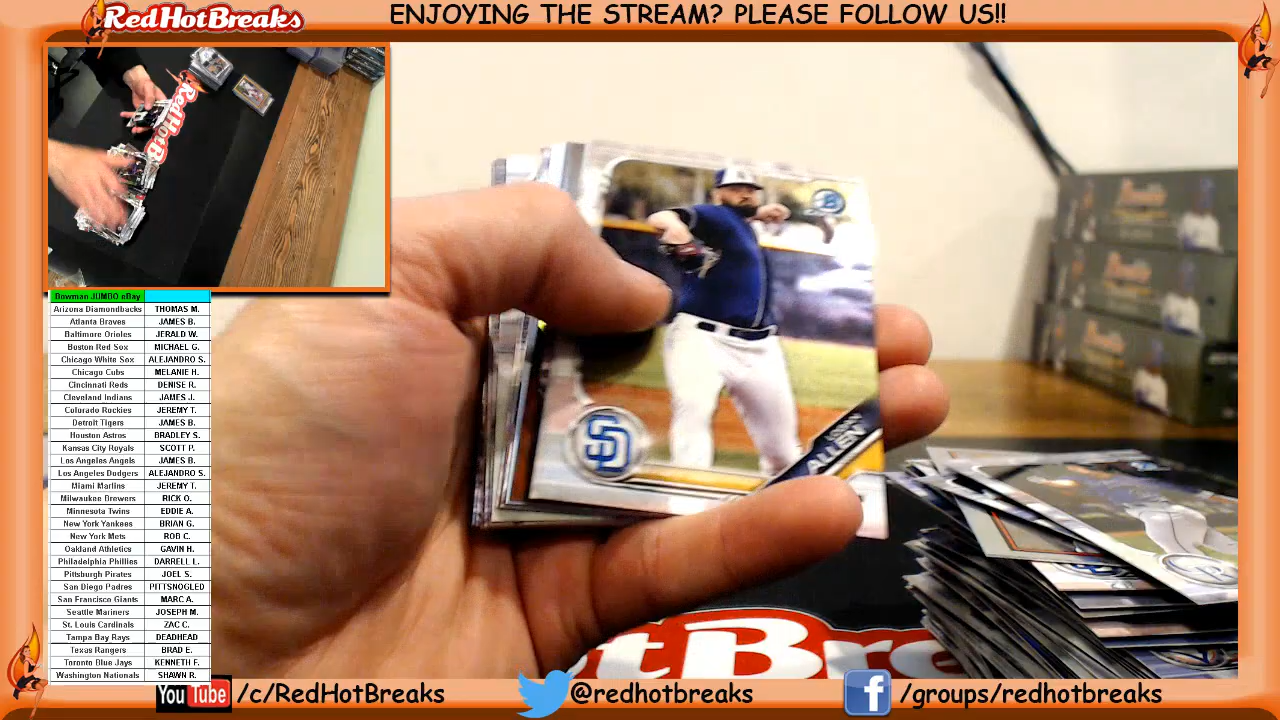 RedHotBreaks
ENJOYING THE STREAM? PLEASE FOLLOW US!!
RedHot
SD
ALLEN
Bowman JUMBO eBay
Arizona Diamondbacks THOMAS M.
Atlanta Braves JAMES B.
Baltimore Orioles JERALD W.
Boston Red Sox MICHAEL G.
Chicago White Sox ALEJANDRO S.
Chicago Cubs MELANIE H.
Cincinnati Reds DENISE R.
Cleveland Indians JAMES J.
Colorado Rockies JEREMY T.
Detroit Tigers JAMES B.
Houston Astros BRADLEY S.
Kansas City Royals SCOTT P.
Los Angeles Angels JAMES B.
Los Angeles Dodgers ALEJANDRO S.
Miami Marlins JEREMY T.
Milwaukee Brewers RICK O.
Minnesota Twins EDDIE A.
New York Yankees BRIAN G.
New York Mets ROB C.
Oakland Athletics GAVIN H.
Philadelphia Phillies DARRELL L.
Pittsburgh Pirates JOEL S.
San Diego Padres PITTSNOGLED
San Francisco Giants MARC A.
Seattle Mariners JOSEPH M.
St. Louis Cardinals ZAC C.
Tampa Bay Rays DEADHEAD
Texas Rangers BRAD E.
Toronto Blue Jays KENNETH F.
Washington Nationals SHAWN R.
otBre
YouTube /c/RedHotBreaks @redhotbreaks f /groups/redhotbreaks